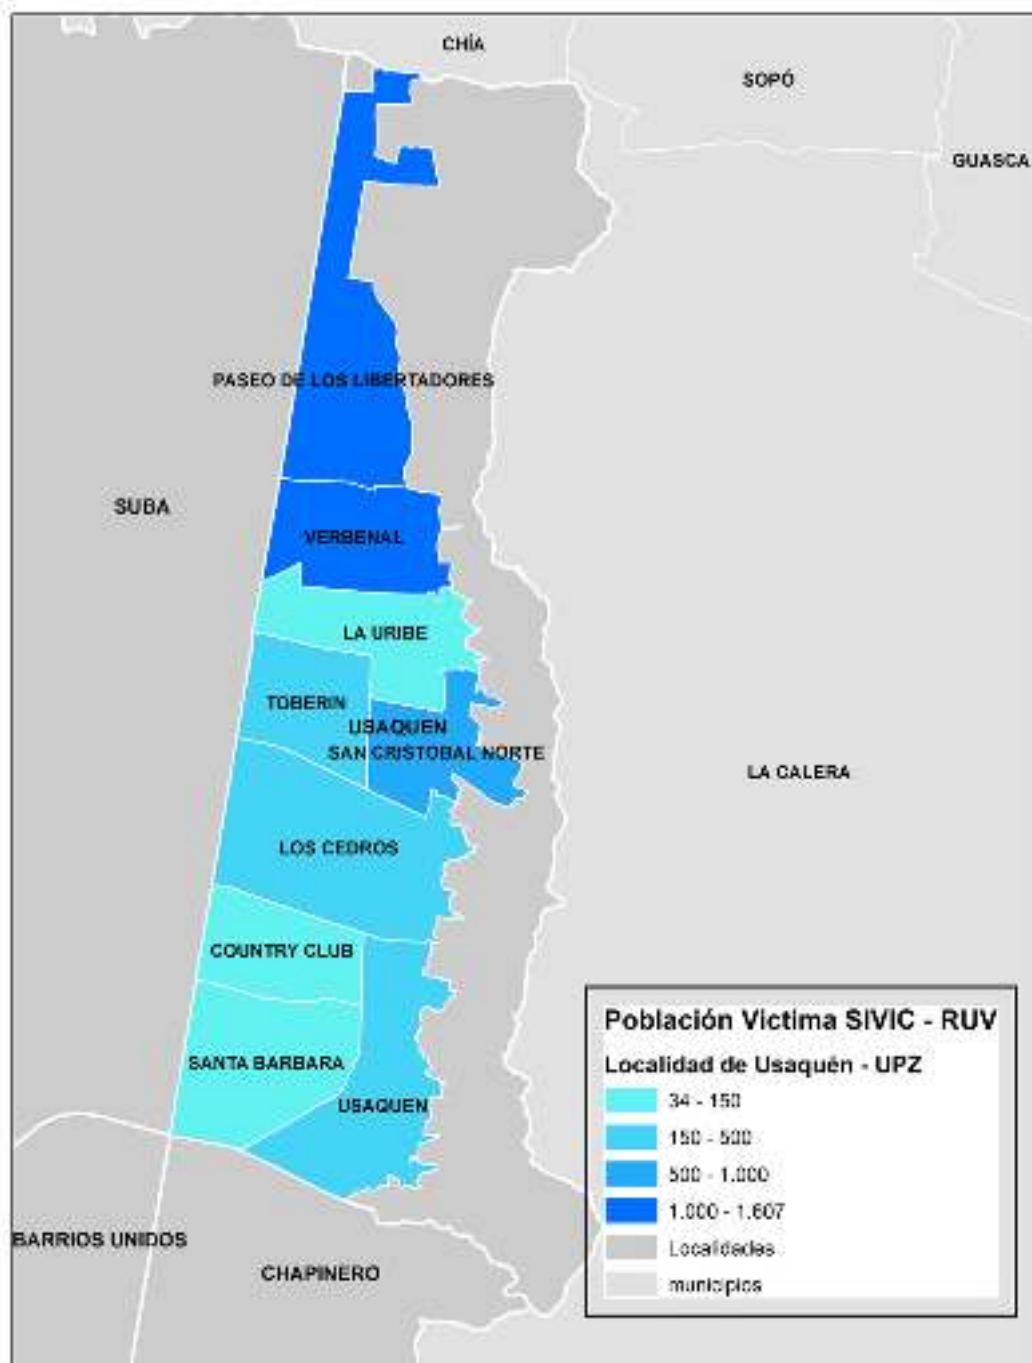 CHÍA
SOPÓ
GUASCA
PASEO DE LOS LIBERTADORES
SUBA
VERBENAL
LA URIBE
TOBERIN
USAQUEN
SAN CRISTOBAL NORTE
LA CALERA
LOS CEDROS
COUNTRY CLUB
SANTA BARBARA
USAQUEN
BARRIOS UNIDOS
CHAPINERO
Población Victima SIVIC - RUV
Localidad de Usaquén - UPZ
34 - 150
150 - 500
500 - 1.000
1.000 - 1.607
Localidades
municipios